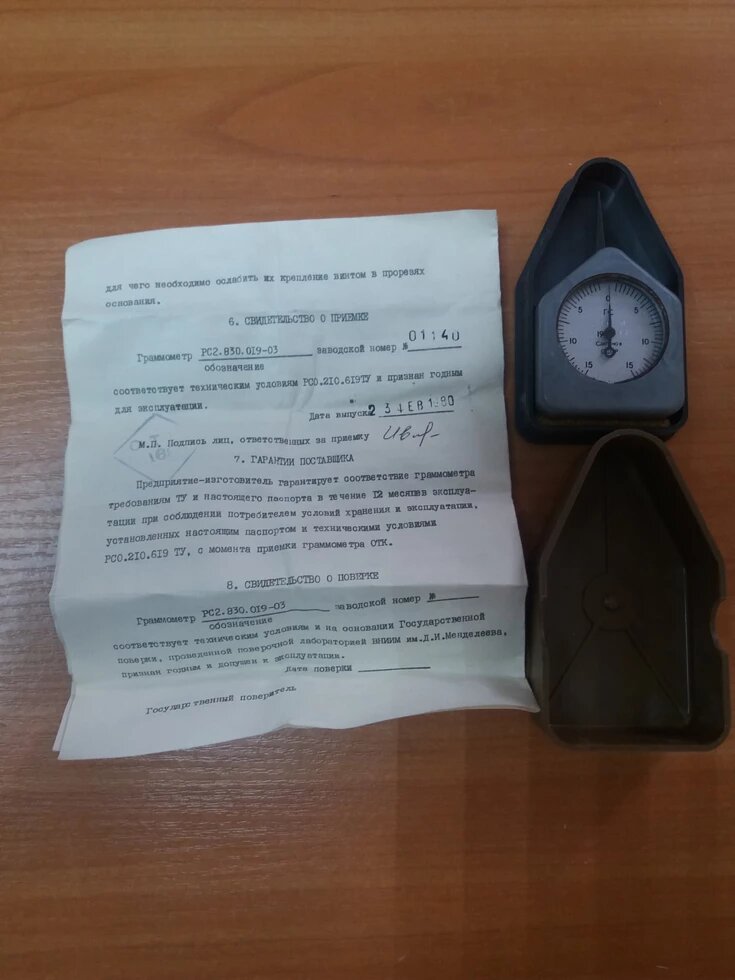 для чего необходимо ослабить их крепление винтом в прорезях
основания.
6. СВИДЕТЕЛЬСТВО О ПРИЕМКЕ
Граммометр РС2.830.019-03 заводской номер № 01140
обозначение
соответствует техническим условиям РС0.210.619ТУ и признан годным
для эксплуатации.
Дата выпуска 23 ФЕВ 1980
М.П. Подпись лиц, ответственных за приемку
7. ГАРАНТИИ ПОСТАВЩИКА
Предприятие-изготовитель гарантирует соответствие граммометра
требованиям ТУ и настоящего паспорта в течение 12 месяцев эксплуа-
тации при соблюдении потребителем условий хранения и эксплуатации,
установленных настоящим паспортом и техническими условиями
РС0.210.619 ТУ, с момента приемки граммометра ОТК.
8. СВИДЕТЕЛЬСТВО О ПОВЕРКЕ
Граммометр РС2.830.019-03 заводской номер №
обозначение
соответствует техническим условиям и на основании Государственной
поверки, проведенной поверочной лабораторией ВНИИМ им.Д.И.Менделеева,
признан годным и допущен к эксплуатации.
Дата поверки
Государственный поверитель
0
5 5
ГС
10 10
15 15